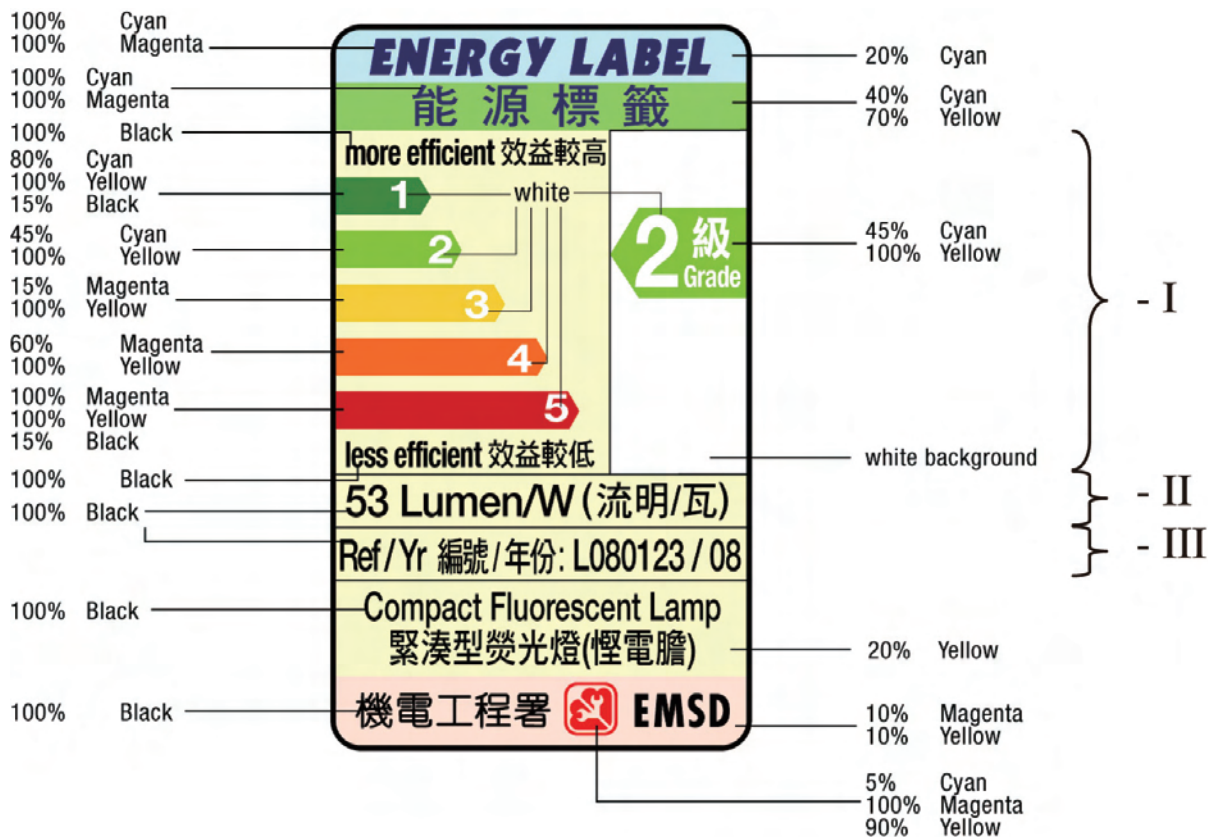 100% Cyan
100% Magenta
100% Cyan
100% Magenta
100% Black
80% Cyan
100% Yellow
15% Black
45% Cyan
100% Yellow
15% Magenta
100% Yellow
60% Magenta
100% Yellow
100% Magenta
100% Yellow
15% Black
100% Black
100% Black
100% Black
100% Black
ENERGY LABEL
能源標籤
more efficient 效益較高
1
white
2
3
4
5
less efficient 效益較低
2 級
Grade
53 Lumen/W (流明/瓦)
Ref/Yr 編號/年份: L080123 / 08
Compact Fluorescent Lamp
緊湊型熒光燈(慳電膽)
機電工程署 EMSD
20% Cyan
40% Cyan
70% Yellow
45% Cyan
100% Yellow
white background
20% Yellow
10% Magenta
10% Yellow
5% Cyan
100% Magenta
90% Yellow
- I
- II
- III